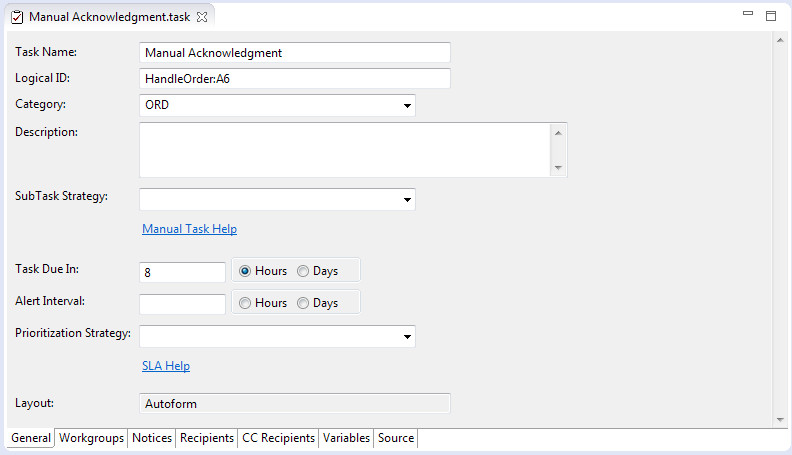 Manual Acknowledgment.task
Task Name: Manual Acknowledgment
Logical ID: HandleOrder:A6
Category: ORD
Description:
SubTask Strategy:
Manual Task Help
Task Due In: 8 Hours Days
Alert Interval: Hours Days
Prioritization Strategy:
SLA Help
Layout: Autoform
General Workgroups Notices Recipients CC Recipients Variables Source